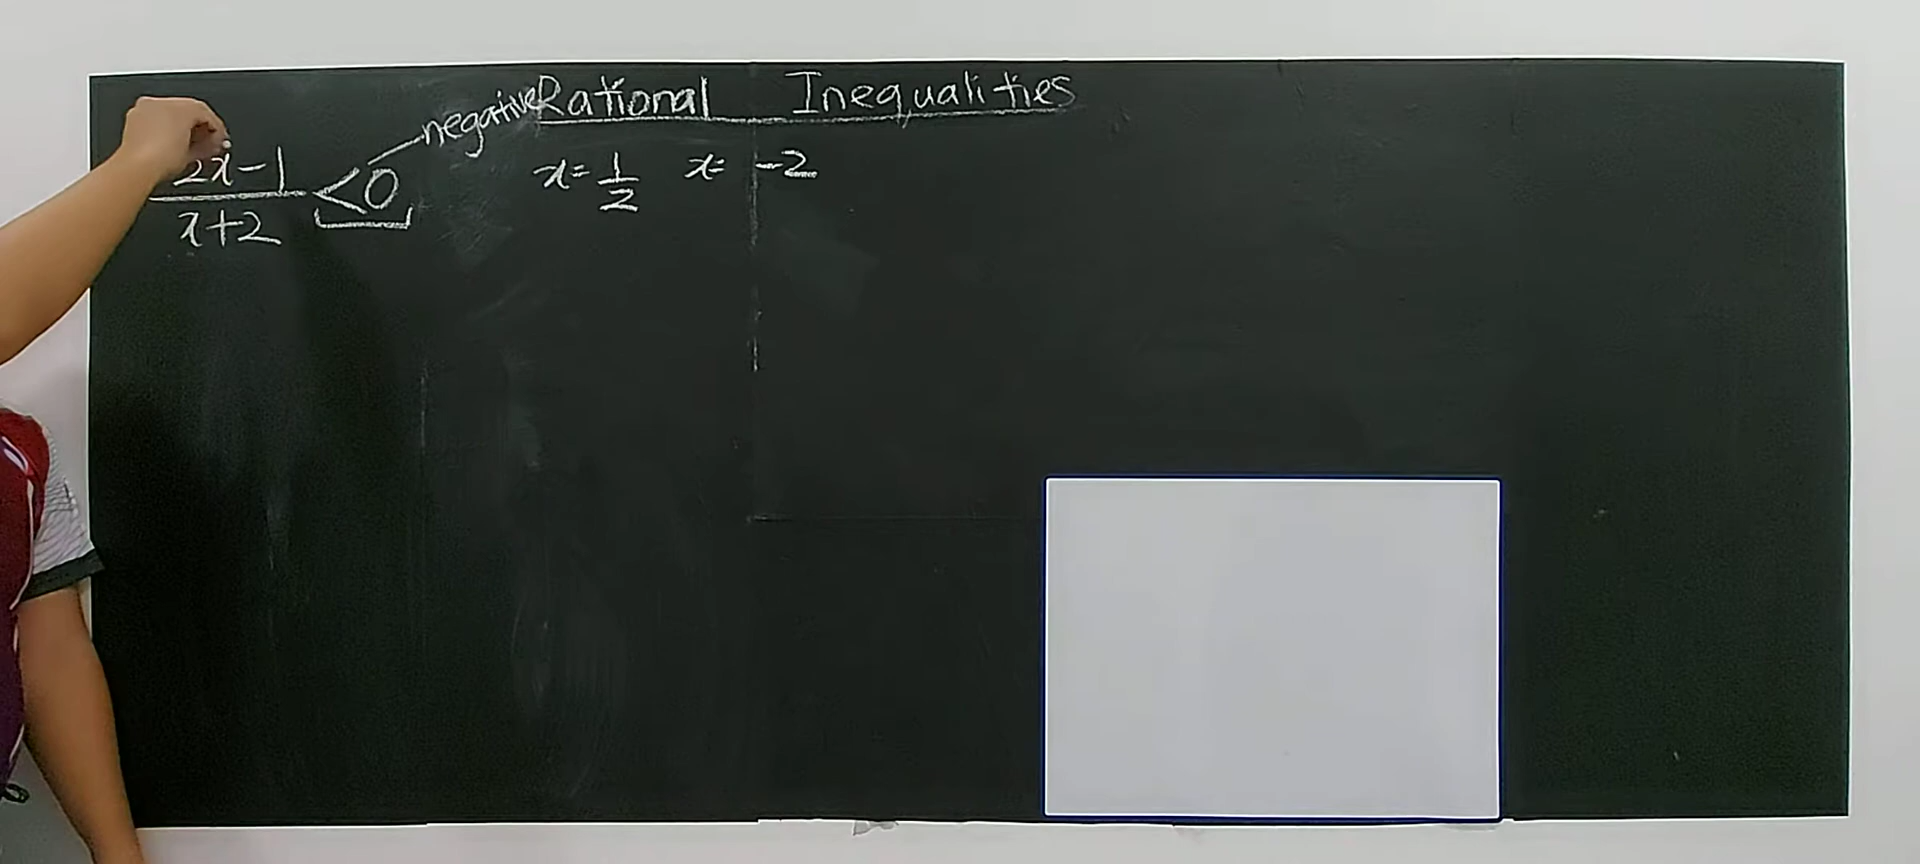 Rational Inequalities
negative
2x-1
x+2
<0
x= 1/2 x= -2